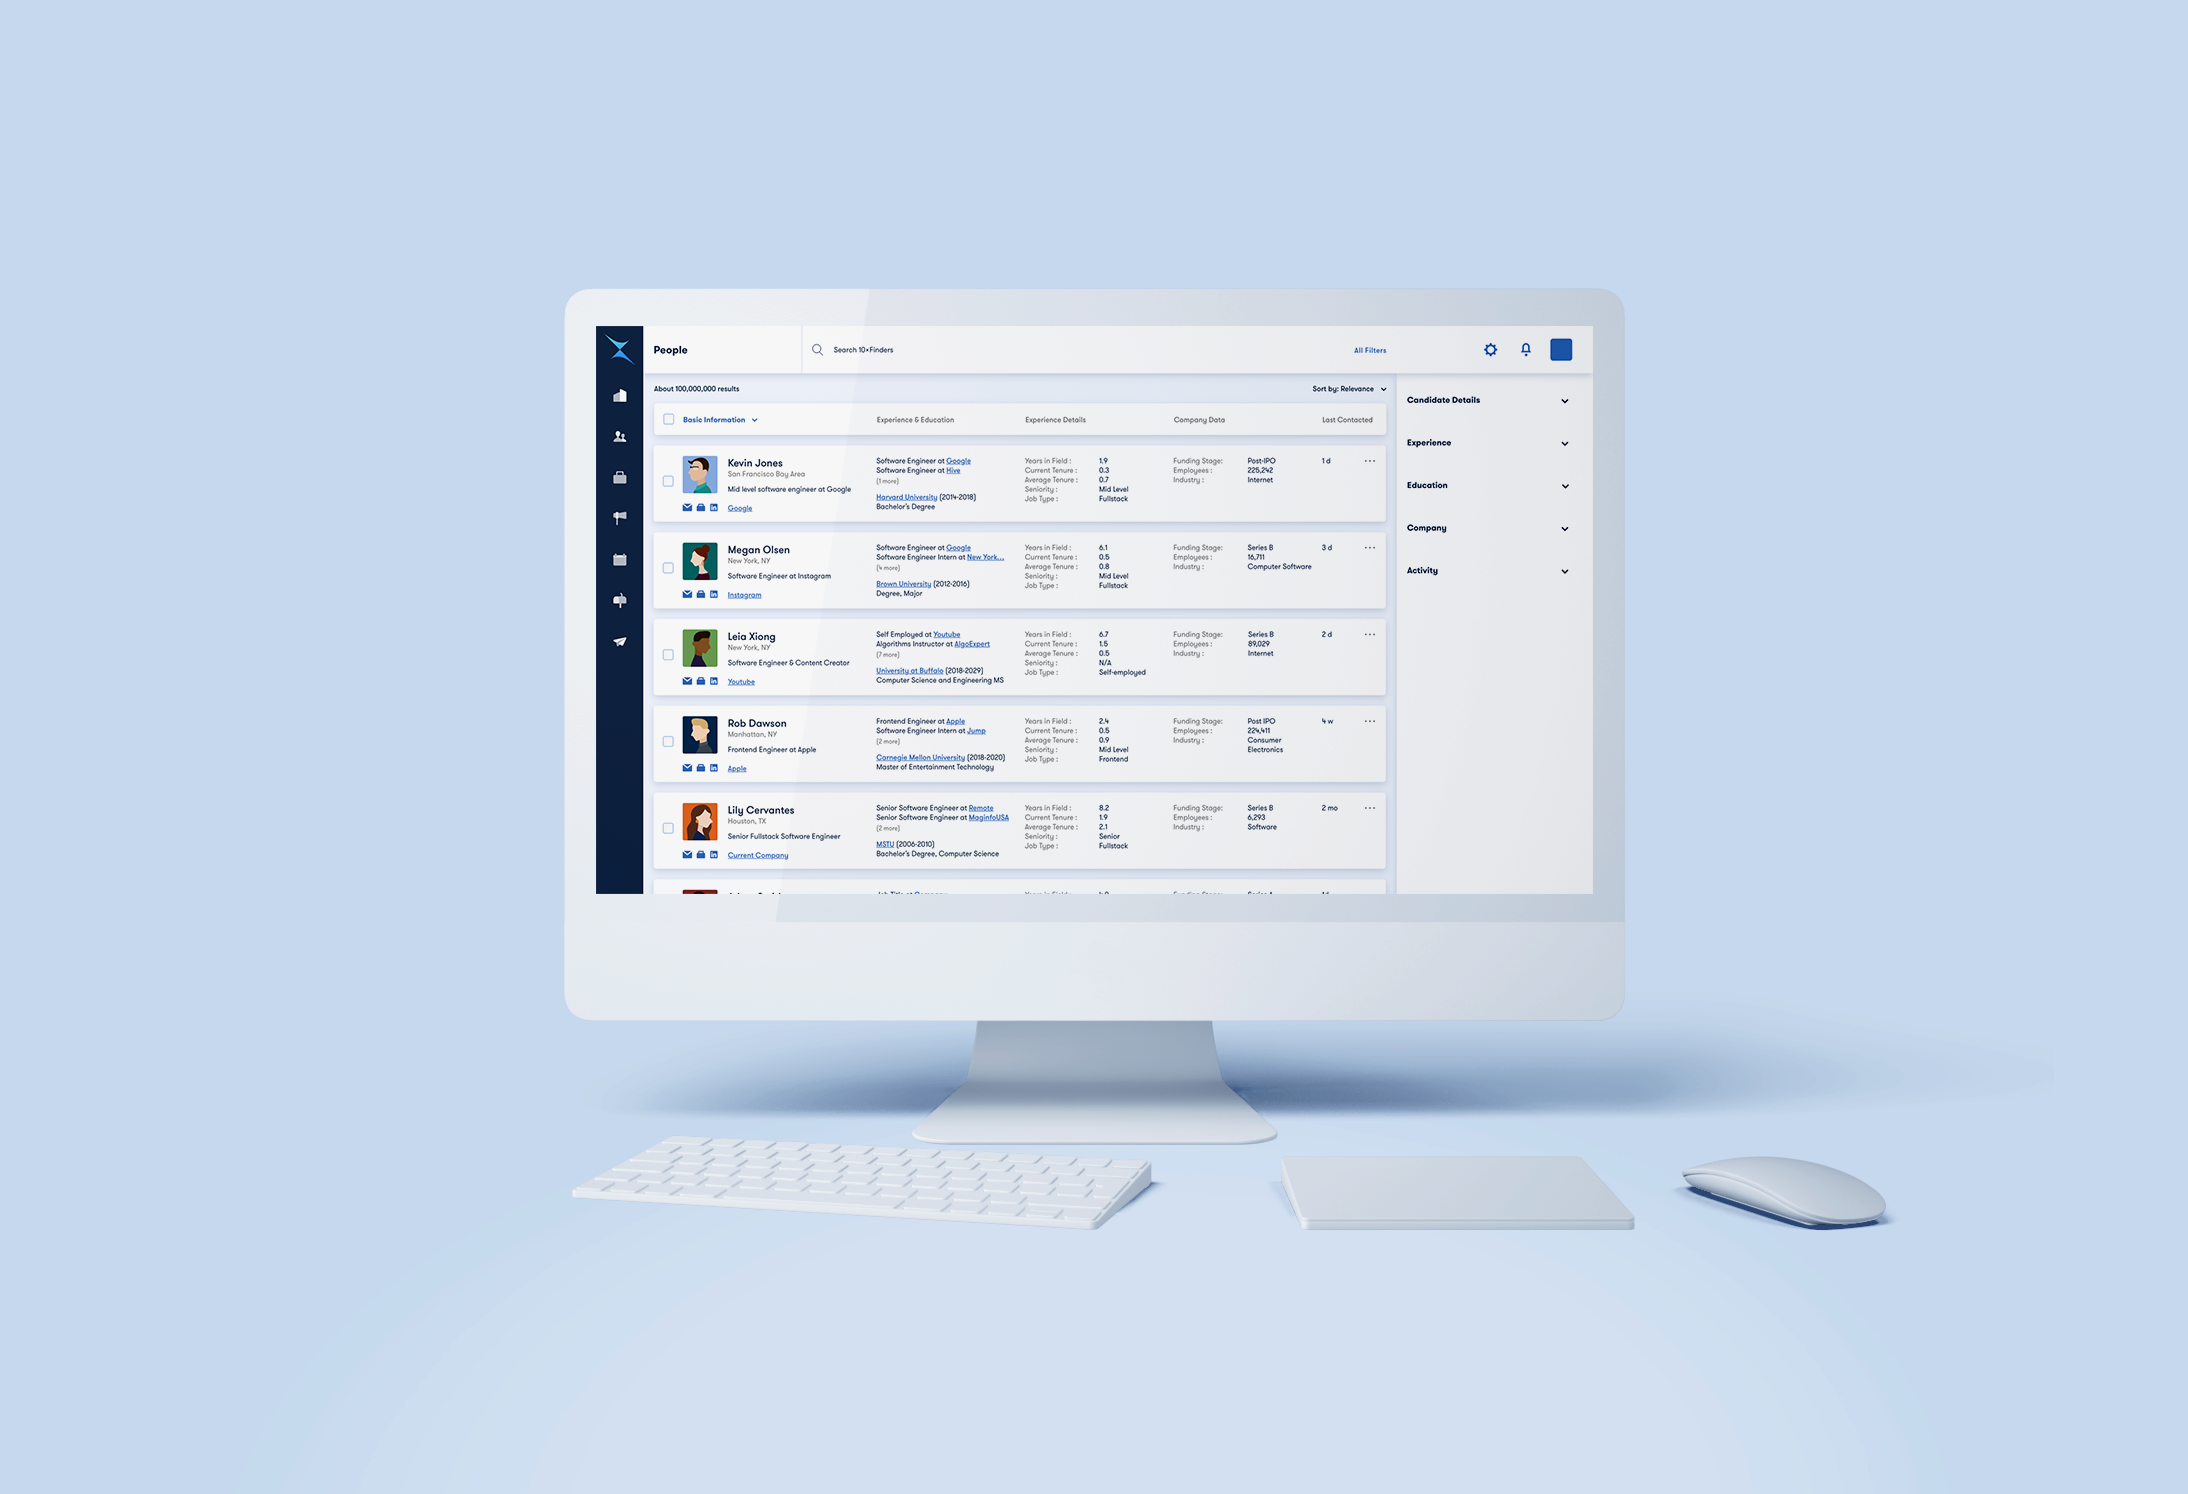 People
Search 10×Finders
All Filters
About 100,000,000 results
Sort by: Relevance
Basic Information
Experience & Education
Experience Details
Company Data
Last Contacted
Kevin Jones
San Francisco Bay Area
Mid level software engineer at Google
Google
Software Engineer at Google
Software Engineer at Hive
(1 more)
Harvard University (2014-2018)
Bachelor's Degree
Years in Field : 1.9
Current Tenure : 0.3
Average Tenure : 0.7
Seniority : Mid Level
Job Type : Fullstack
Funding Stage: Post-IPO
Employees : 225,242
Industry : Internet
1 d
Megan Olsen
New York, NY
Software Engineer at Instagram
Instagram
Software Engineer at Google
Software Engineer Intern at New York...
(4 more)
Brown University (2012-2016)
Degree, Major
Years in Field : 6.1
Current Tenure : 0.5
Average Tenure : 0.8
Seniority : Mid Level
Job Type : Fullstack
Funding Stage: Series B
Employees : 16,711
Industry : Computer Software
3 d
Leia Xiong
New York, NY
Software Engineer & Content Creator
Youtube
Self Employed at Youtube
Algorithms Instructor at AlgoExpert
(7 more)
University at Buffalo (2018-2029)
Computer Science and Engineering MS
Years in Field : 6.7
Current Tenure : 1.5
Average Tenure : 0.5
Seniority : N/A
Job Type : Self-employed
Funding Stage: Series B
Employees : 89,029
Industry : Internet
2 d
Rob Dawson
Manhattan, NY
Frontend Engineer at Apple
Apple
Frontend Engineer at Apple
Software Engineer Intern at Jump
(2 more)
Carnegie Mellon University (2018-2020)
Master of Entertainment Technology
Years in Field : 2.4
Current Tenure : 0.5
Average Tenure : 0.9
Seniority : Mid Level
Job Type : Frontend
Funding Stage: Post IPO
Employees : 224,411
Industry : Consumer
Electronics
4 w
Lily Cervantes
Houston, TX
Senior Fullstack Software Engineer
Current Company
Senior Software Engineer at Remote
Senior Software Engineer at MaginfoUSA
(2 more)
MSTU (2006-2010)
Bachelor's Degree, Computer Science
Years in Field : 8.2
Current Tenure : 1.9
Average Tenure : 2.1
Seniority : Senior
Job Type : Fullstack
Funding Stage: Series B
Employees : 6,293
Industry : Software
2 mo
Candidate Details
Experience
Education
Company
Activity